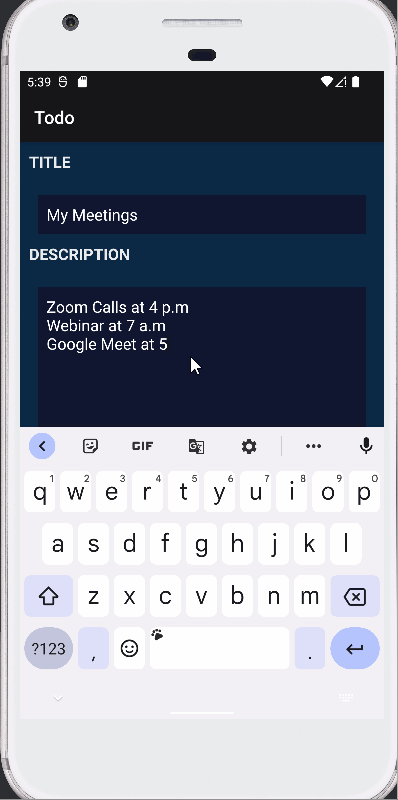 5:39
Todo
TITLE
My Meetings
DESCRIPTION
Zoom Calls at 4 p.m
Webinar at 7 a.m
Google Meet at 5
GIF
1 2 3 4 5 6 7 8 9 0
q w e r t y u i o p
a s d f g h j k l
z x c v b n m
?123 , .